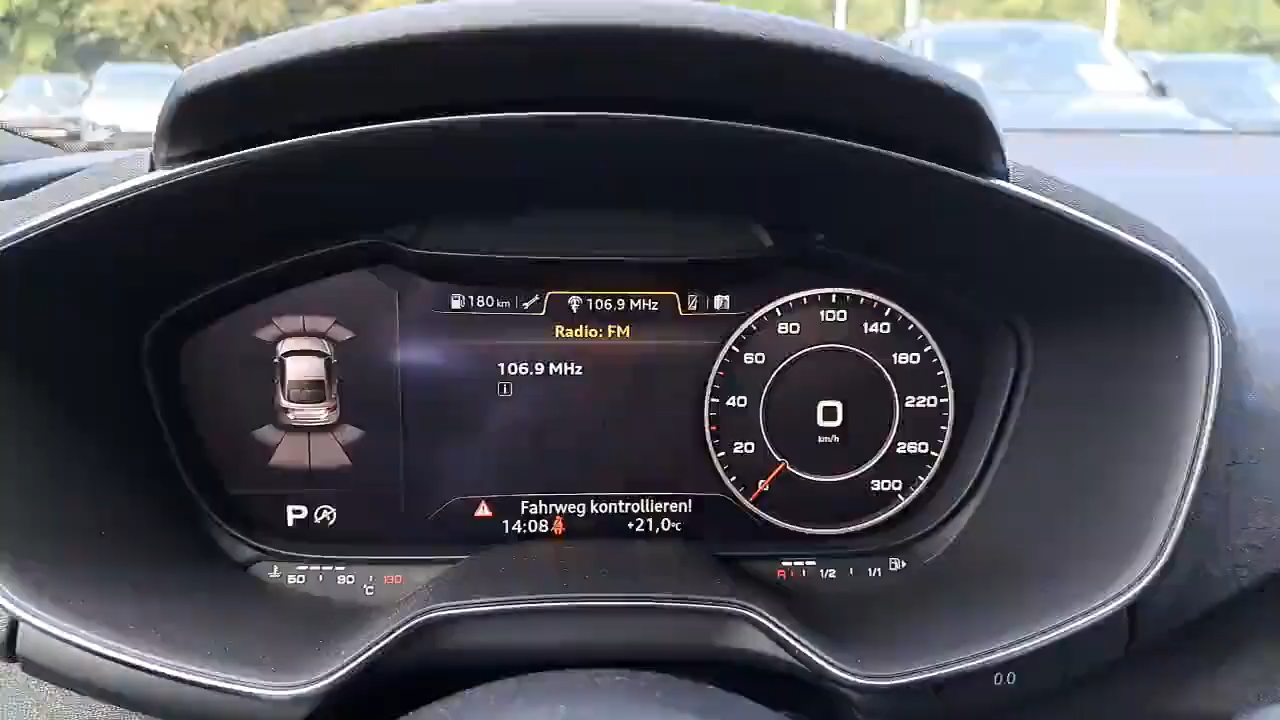 180 km
106.9 MHz
Radio: FM
106.9 MHz
i
P A
Fahrweg kontrollieren!
14:08
+21,0°C
0 20 40 60 80 100 140 180 220 260 300
0
km/h
50 90 130
°C
R 1/2 1/1
0.0